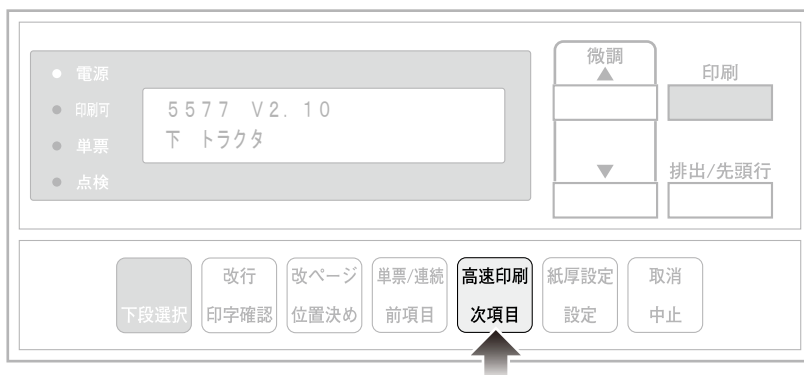 微調
電源
印刷
印刷可
5577 V2.10
単票
下 トラクタ
点検
排出/先頭行
改行
改ページ
単票/連続
高速印刷
紙厚設定
取消
下段選択
印字確認
位置決め
前項目
次項目
設定
中止